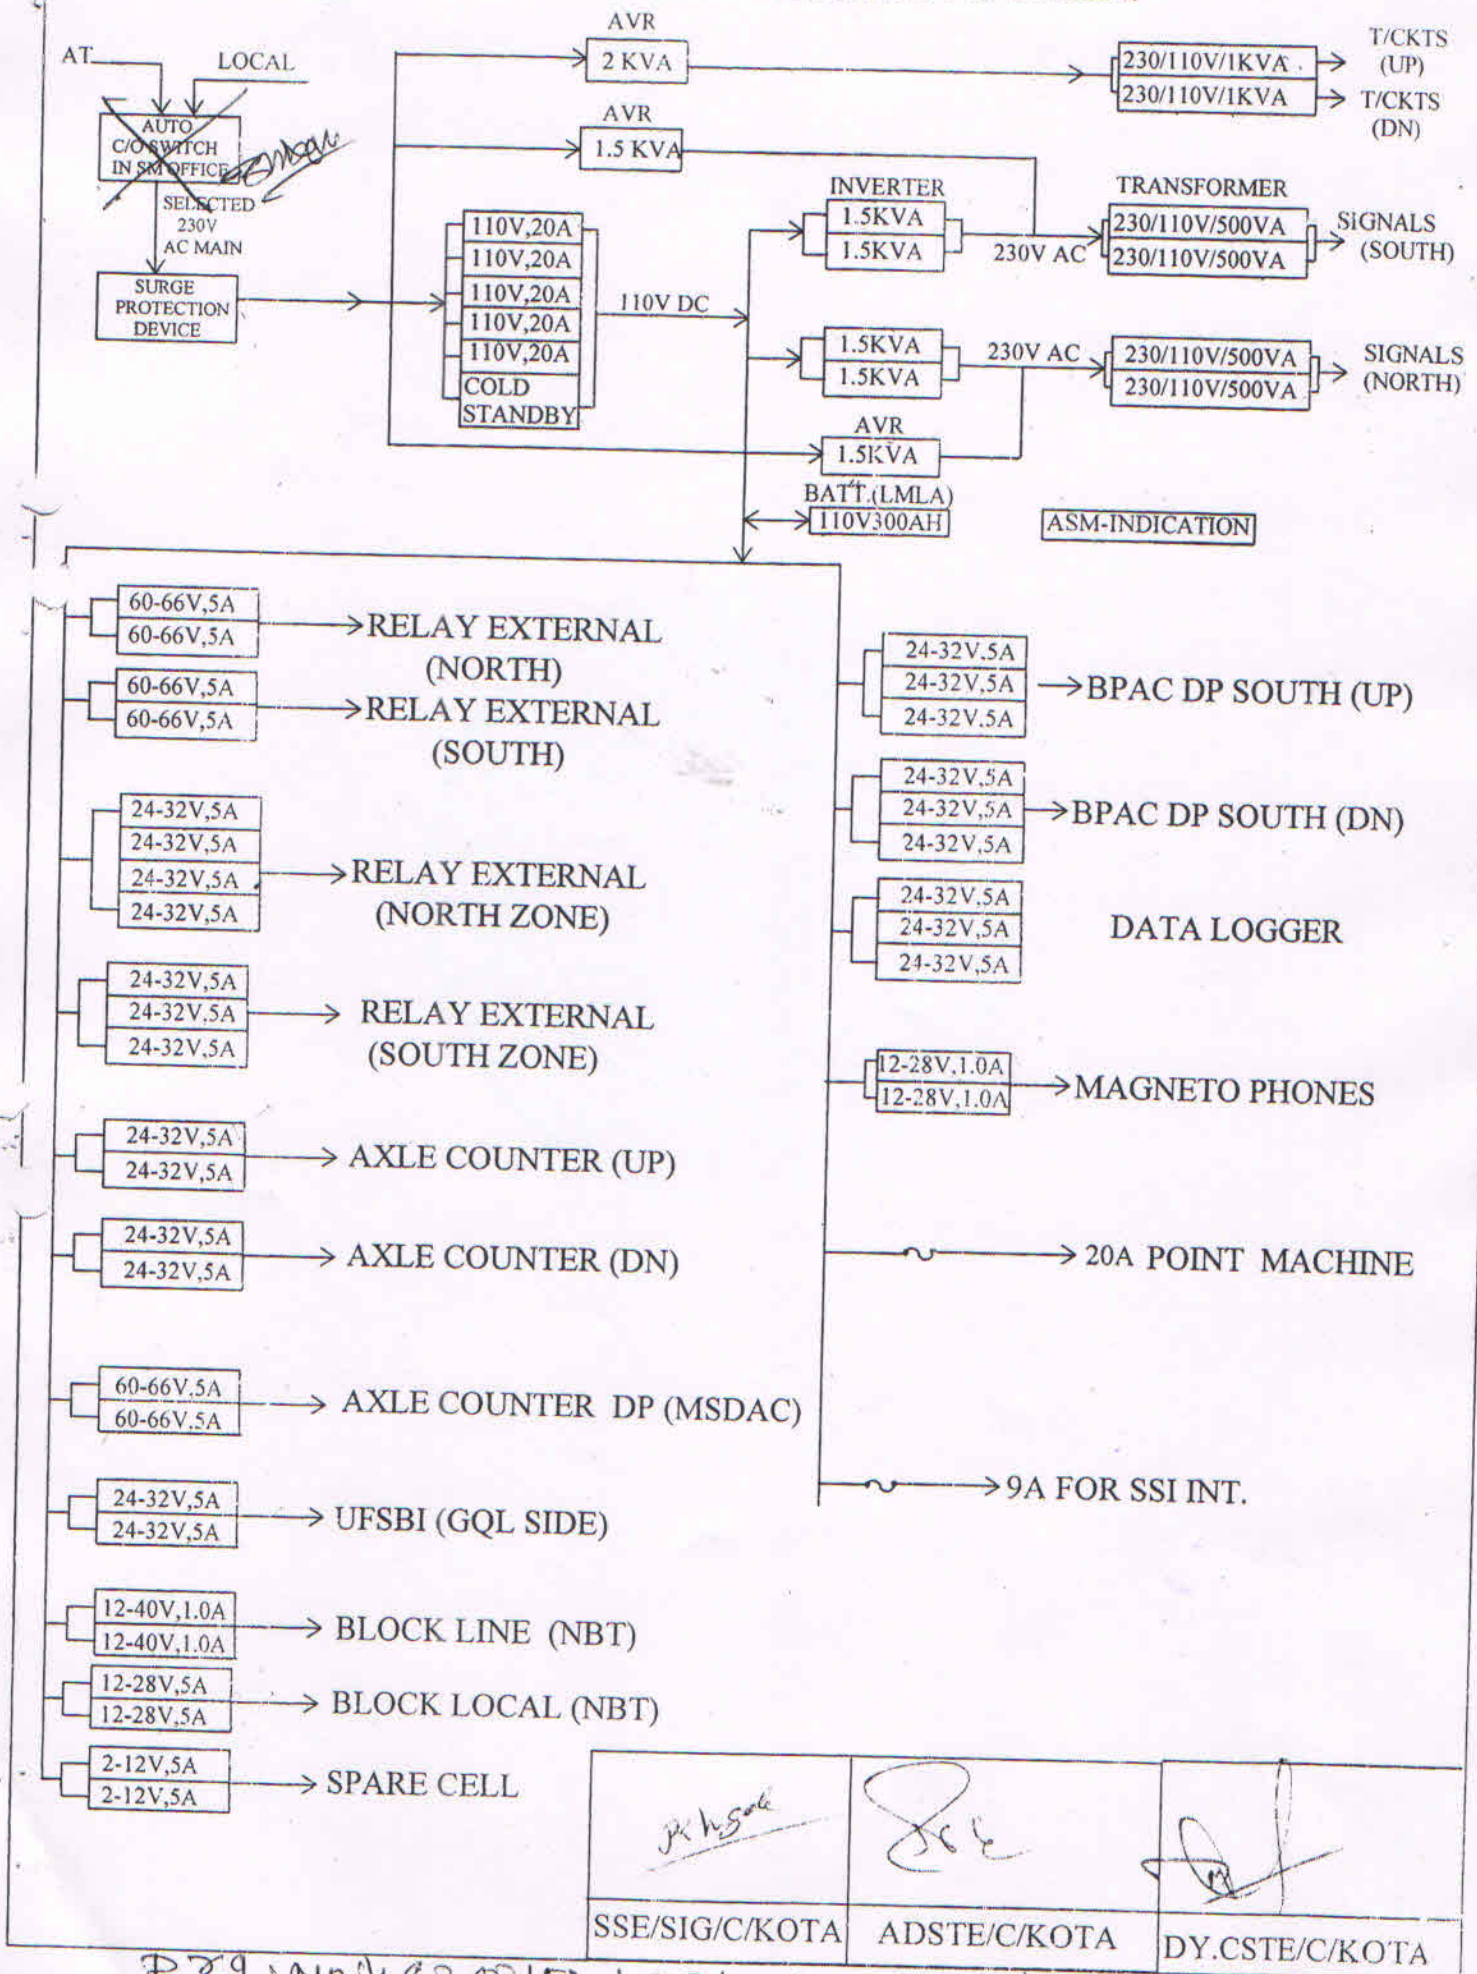 AVR
2 KVA
230/110V/1KVA
230/110V/1KVA
T/CKTS
(UP)
T/CKTS
(DN)
AT
LOCAL
AUTO
C/O SWITCH
IN SM OFFICE
SELECTED
230V
AC MAIN
SURGE
PROTECTION
DEVICE
AVR
1.5 KVA
110V,20A
110V,20A
110V,20A
110V,20A
110V,20A
COLD
STANDBY
110V DC
INVERTER
1.5KVA
1.5KVA
230V AC
TRANSFORMER
230/110V/500VA
230/110V/500VA
SIGNALS
(SOUTH)
1.5KVA
1.5KVA
230V AC
230/110V/500VA
230/110V/500VA
SIGNALS
(NORTH)
AVR
1.5KVA
BATT.(LMLA)
110V300AH
ASM-INDICATION
60-66V,5A
60-66V,5A
RELAY EXTERNAL
(NORTH)
60-66V,5A
60-66V,5A
RELAY EXTERNAL
(SOUTH)
24-32V,5A
24-32V,5A
24-32V,5A
24-32V,5A
RELAY EXTERNAL
(NORTH ZONE)
24-32V,5A
24-32V,5A
24-32V,5A
RELAY EXTERNAL
(SOUTH ZONE)
24-32V,5A
24-32V,5A
AXLE COUNTER (UP)
24-32V,5A
24-32V,5A
AXLE COUNTER (DN)
60-66V,5A
60-66V.5A
AXLE COUNTER DP (MSDAC)
24-32V,5A
24-32V,5A
UFSBI (GQL SIDE)
12-40V,1.0A
12-40V,1.0A
BLOCK LINE (NBT)
12-28V,5A
12-28V,5A
BLOCK LOCAL (NBT)
2-12V,5A
2-12V,5A
SPARE CELL
24-32V.5A
24-32V,5A
24-32V.5A
BPAC DP SOUTH (UP)
24-32V,5A
24-32V,5A
24-32V,5A
BPAC DP SOUTH (DN)
24-32V,5A
24-32V,5A
24-32V,5A
DATA LOGGER
12-28V,1.0A
12-28V,1.0A
MAGNETO PHONES
20A POINT MACHINE
9A FOR SSI INT.
SSE/SIG/C/KOTA
ADSTE/C/KOTA
DY.CSTE/C/KOTA